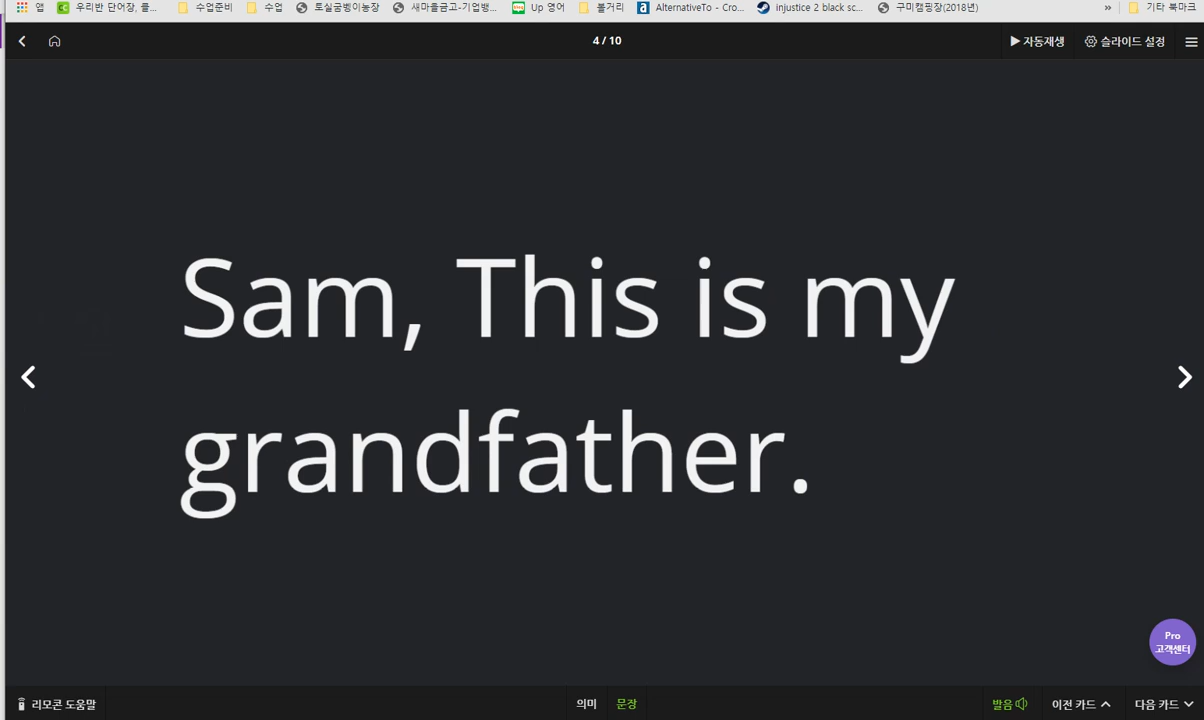 앱 우리반 단어장, 클... 수업준비 수업 토실굼벵이농장 새마을금고-기업뱅... Up 영어 볼거리 AlternativeTo - Cro... injustice 2 black sc... 구미캠핑장(2018년) » 기타 북마크
4 / 10 자동재생 슬라이드 설정
Sam, This is my
grandfather.
Pro
고객센터
리모콘 도움말 의미 문장 발음 이전 카드 다음 카드